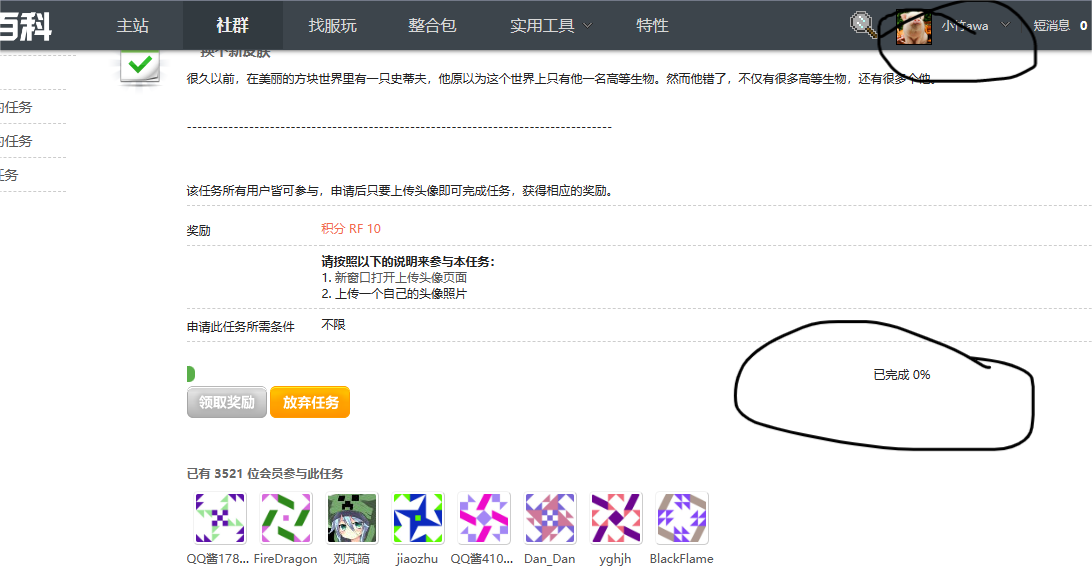 百科 主站 社群 找服玩 整合包 实用工具 特性 小竹awa 短消息 0
换个新皮肤
很久以前，在美丽的方块世界里有一只史蒂夫，他原以为这个世界上只有他一名高等生物。然而他错了，不仅有很多高等生物，还有很多个他。
的任务
--------------------------------------------------------------------------------
的任务
任务
该任务所有用户皆可参与，申请后只要上传头像即可完成任务，获得相应的奖励。
奖励 积分 RF 10
请按照以下的说明来参与本任务：
1. 新窗口打开上传头像页面
2. 上传一个自己的头像照片
申请此任务所需条件 不限
已完成 0%
领取奖励 放弃任务
已有 3521 位会员参与此任务
QQ酱178... FireDragon 刘芃暠 jiaozhu QQ酱410... Dan_Dan yghjh BlackFlame